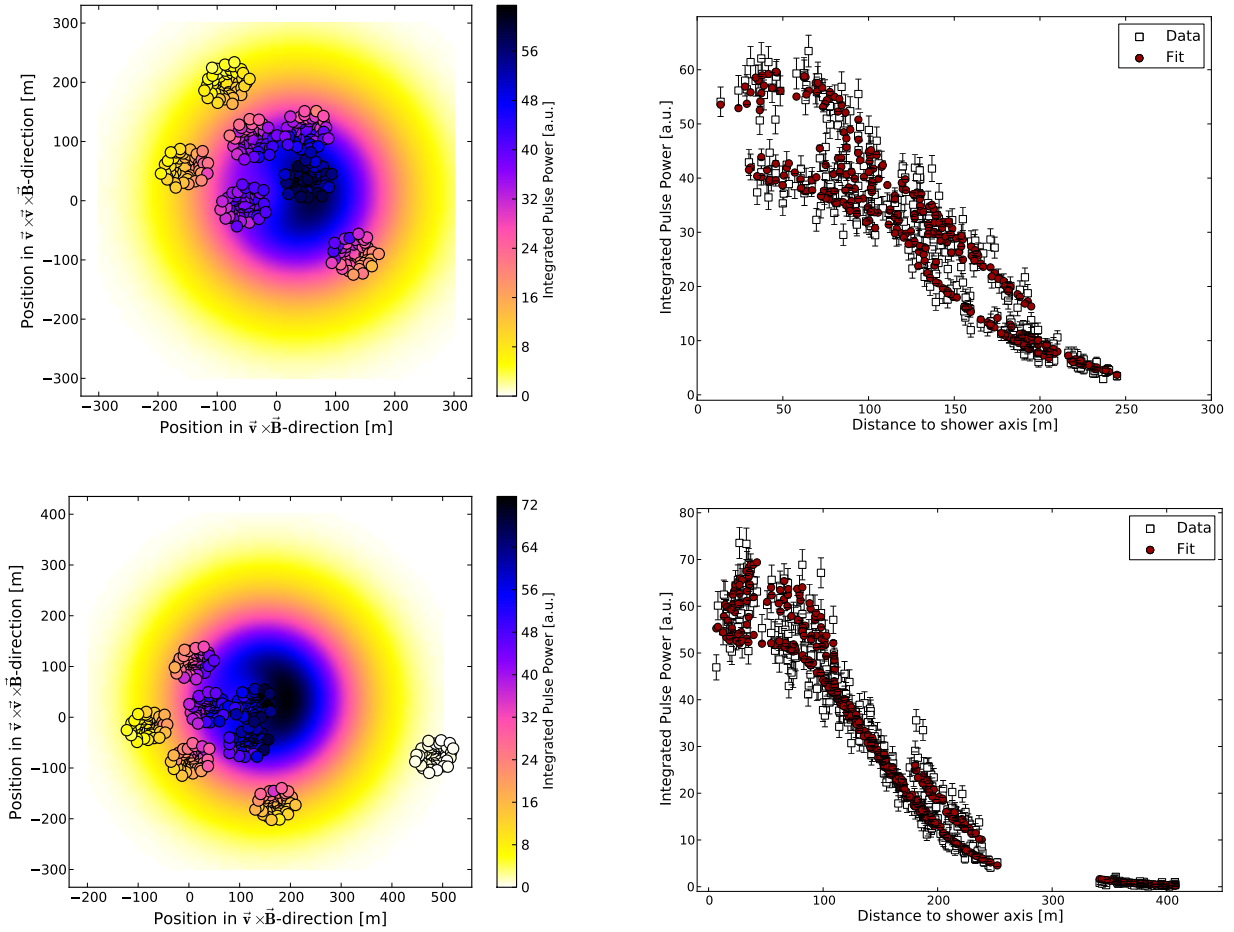 300
200
100
0
−100
−200
−300
Position in v⃗ ×v⃗ ×B⃗-direction [m]
−300 −200 −100 0 100 200 300
Position in v⃗ ×B⃗-direction [m]
56
48
40
32
24
16
8
0
Integrated Pulse Power [a.u.]
Data
Fit
60
50
40
30
20
10
0
Integrated Pulse Power [a.u.]
0 50 100 150 200 250 300
Distance to shower axis [m]
400
300
200
100
0
−100
−200
−300
Position in v⃗ ×v⃗ ×B⃗-direction [m]
−200 −100 0 100 200 300 400 500
Position in v⃗ ×B⃗-direction [m]
72
64
56
48
40
32
24
16
8
0
Integrated Pulse Power [a.u.]
Data
Fit
80
70
60
50
40
30
20
10
0
Integrated Pulse Power [a.u.]
0 100 200 300 400
Distance to shower axis [m]